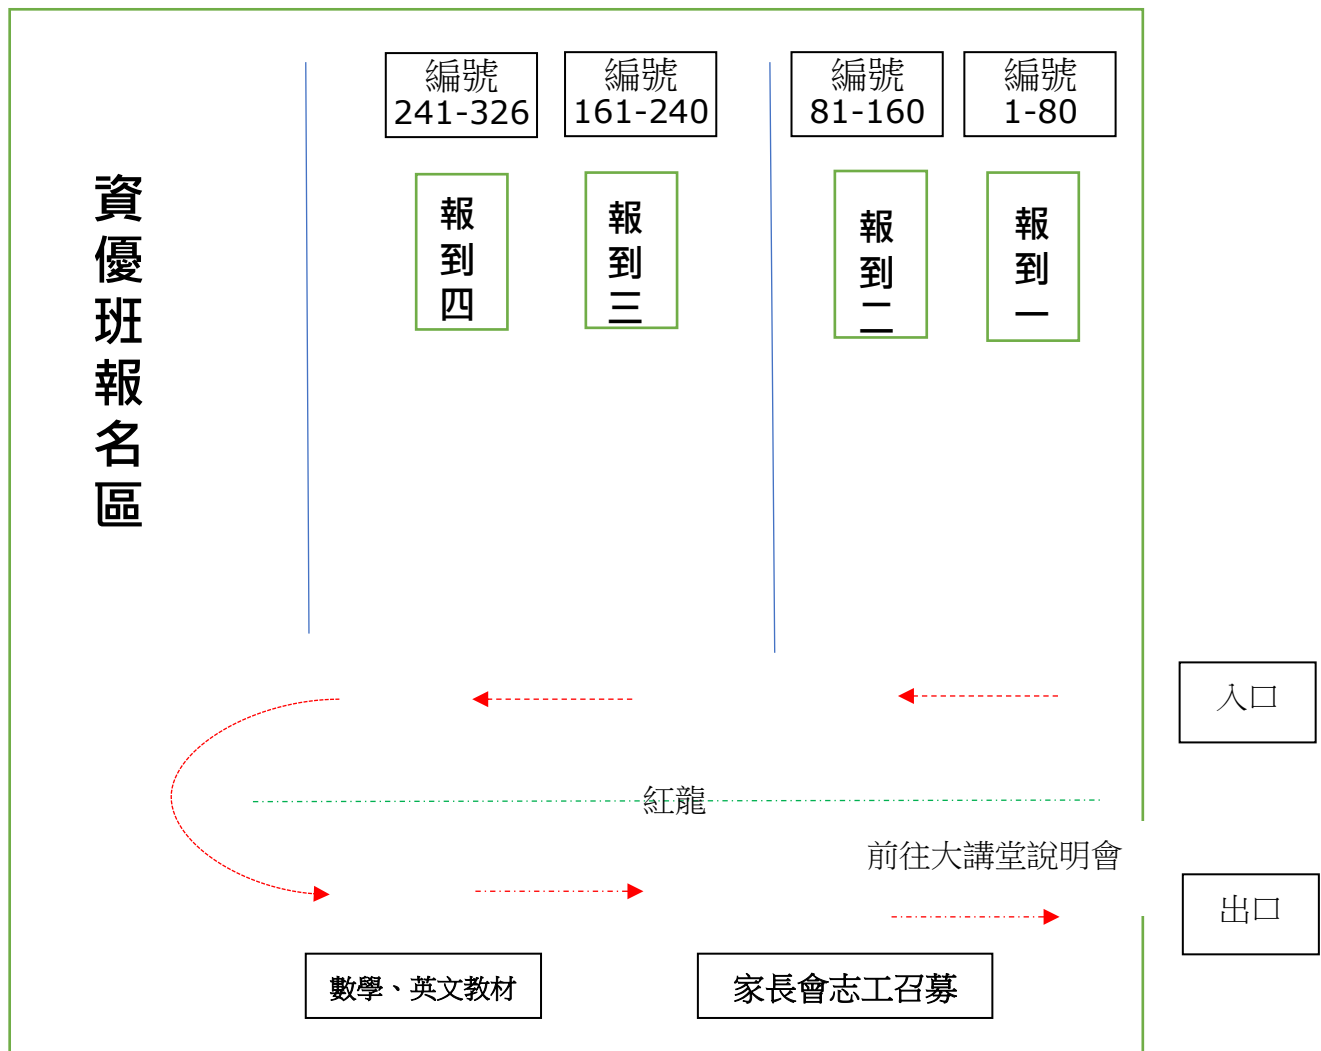 編號
241-326
編號
161-240
編號
81-160
編號
1-80
資優班報名區
報到四
報到三
報到二
報到一
入口
紅龍
前往大講堂說明會
出口
數學、英文教材
家長會志工召募